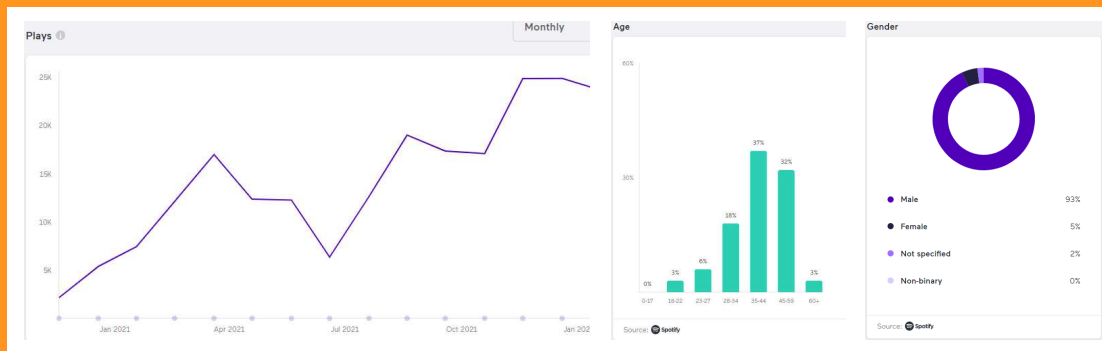 Plays
Monthly
25K
20K
15K
10K
5K
Jan 2021
Apr 2021
Jul 2021
Oct 2021
Jan 202
Age
60%
30%
0%
3%
6%
18%
37%
32%
3%
0-17
18-22
23-27
28-34
35-44
45-59
60+
Source: Spotify
Gender
Male 93%
Female 5%
Not specified 2%
Non-binary 0%
Source: Spotify